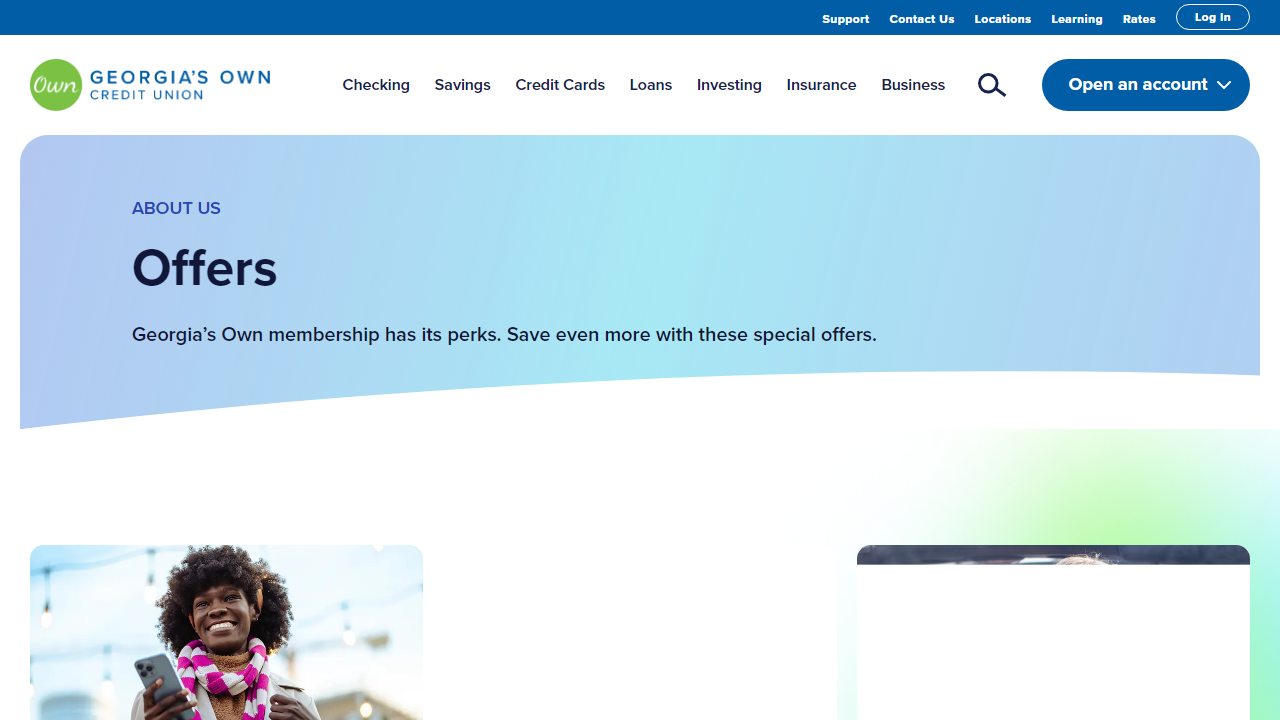 Support Contact Us Locations Learning Rates Log In
Own GEORGIA'S OWN
CREDIT UNION
Checking Savings Credit Cards Loans Investing Insurance Business Open an account
ABOUT US
Offers
Georgia's Own membership has its perks. Save even more with these special offers.